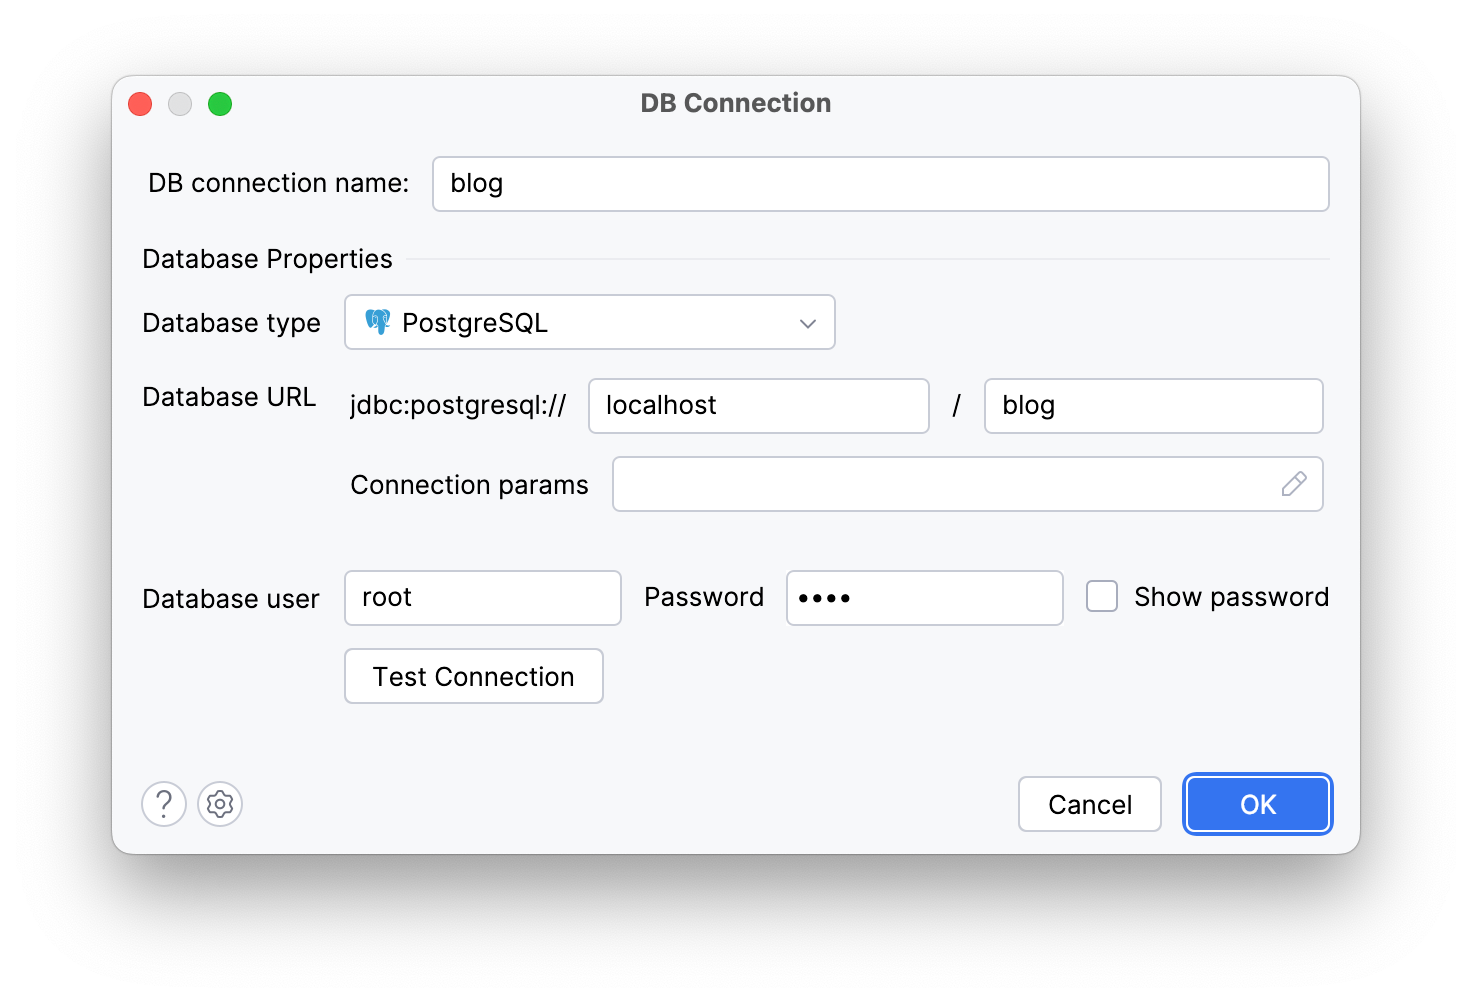 DB Connection
DB connection name: blog
Database Properties
Database type PostgreSQL
Database URL jdbc:postgresql:// localhost / blog
Connection params
Database user root Password •••• Show password
Test Connection
? Cancel OK